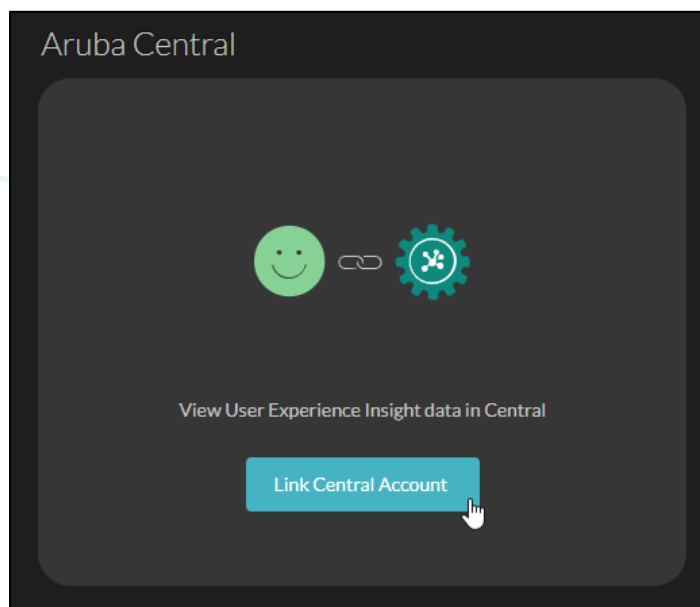 Aruba Central
View User Experience Insight data in Central
Link Central Account